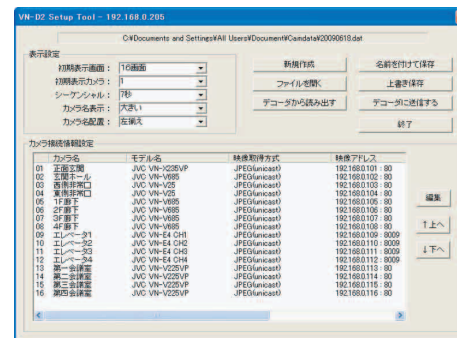 VN-D2 Setup Tool - 192.168.0.205
C:¥Documents and Settings¥All Users¥Document¥Camdata¥20090618.dat
表示設定
初期表示画面： 16画面
初期表示カメラ： 1
シーケンシャル： 7秒
カメラ名表示： 大きい
カメラ名配置： 左揃え
新規作成 名前を付けて保存
ファイルを開く 上書き保存
デコーダから読み出す デコーダに送信する
終了
カメラ接続情報設定
カメラ名 モデル名 映像取得方式 映像アドレス
01 正面玄関 JVC VN-X235VP JPEG(unicast) 192.168.0.101 : 80
02 玄関ホール JVC VN-V685 JPEG(unicast) 192.168.0.102 : 80
03 西側非常口 JVC VN-V25 JPEG(unicast) 192.168.0.103 : 80
04 東側非常口 JVC VN-V25 JPEG(unicast) 192.168.0.104 : 80
05 1F廊下 JVC VN-V685 JPEG(unicast) 192.168.0.105 : 80
06 2F廊下 JVC VN-V685 JPEG(unicast) 192.168.0.106 : 80
07 3F廊下 JVC VN-V685 JPEG(unicast) 192.168.0.107 : 80
08 4F廊下 JVC VN-V685 JPEG(unicast) 192.168.0.108 : 80
09 エレベータ1 JVC VN-E4 CH1 JPEG(unicast) 192.168.0.109 : 8009
10 エレベータ2 JVC VN-E4 CH2 JPEG(unicast) 192.168.0.110 : 8009
11 エレベータ3 JVC VN-E4 CH3 JPEG(unicast) 192.168.0.111 : 8009
12 エレベータ4 JVC VN-E4 CH4 JPEG(unicast) 192.168.0.112 : 8009
13 第一会議室 JVC VN-V225VP JPEG(unicast) 192.168.0.113 : 80
14 第二会議室 JVC VN-V225VP JPEG(unicast) 192.168.0.114 : 80
15 第三会議室 JVC VN-V225VP JPEG(unicast) 192.168.0.115 : 80
16 第四会議室 JVC VN-V225VP JPEG(unicast) 192.168.0.116 : 80
編集
↑上へ
↓下へ